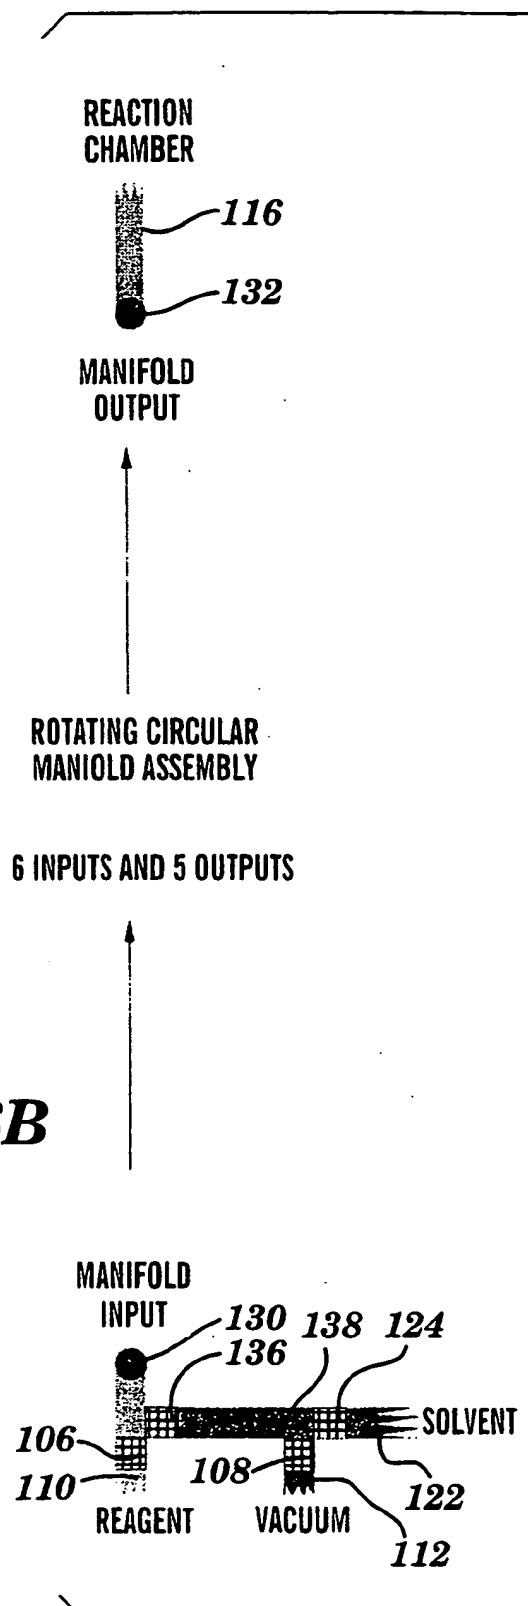 REACTION
CHAMBER
116
132
MANIFOLD
OUTPUT
ROTATING CIRCULAR
MANIOLD ASSEMBLY
6 INPUTS AND 5 OUTPUTS
B
MANIFOLD
INPUT
130
136
138
124
SOLVENT
106
108
110
122
REAGENT
VACUUM
112